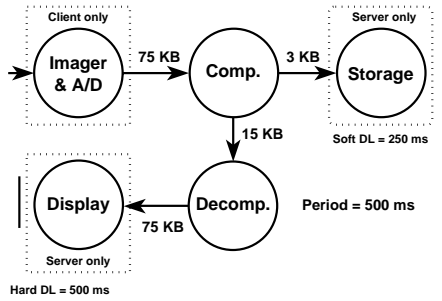 Client only
Imager
& A/D
75 KB
Comp.
3 KB
Server only
Storage
Soft DL = 250 ms
15 KB
Display
Server only
75 KB
Decomp.
Period = 500 ms
Hard DL = 500 ms